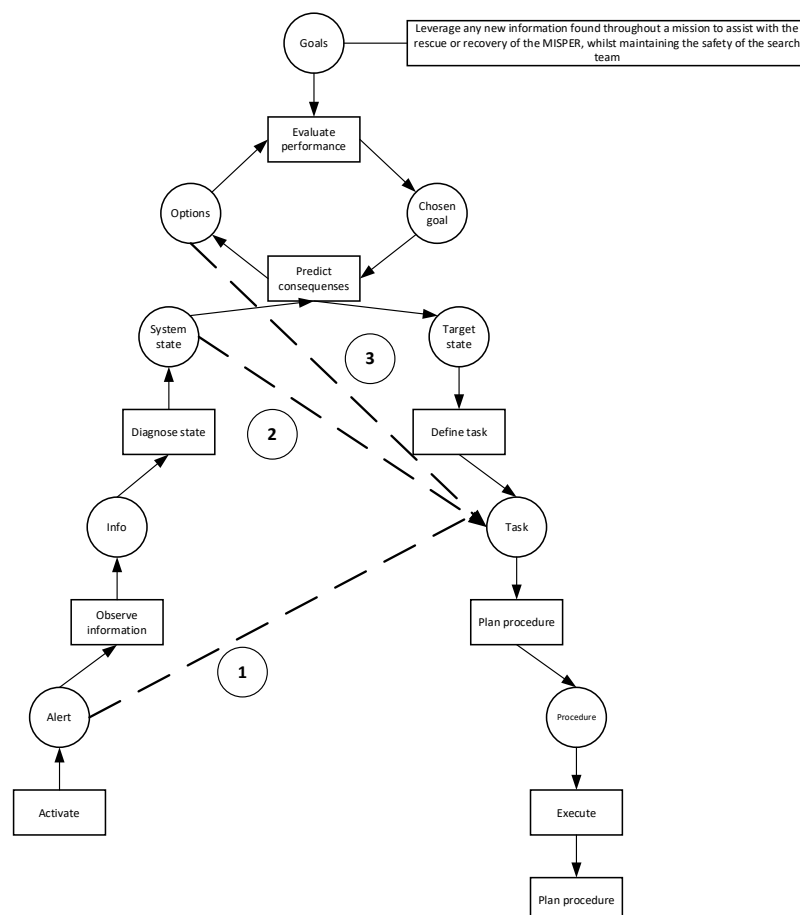 Goals
Leverage any new information found throughout a mission to assist with the
rescue or recovery of the MISPER, whilst maintaining the safety of the search
team
Evaluate
performance
Options
Chosen
goal
Predict
consequenses
System
state
Target
state
3
2
Diagnose state
Define task
Info
Task
Observe
information
Plan procedure
1
Alert
Procedure
Activate
Execute
Plan procedure